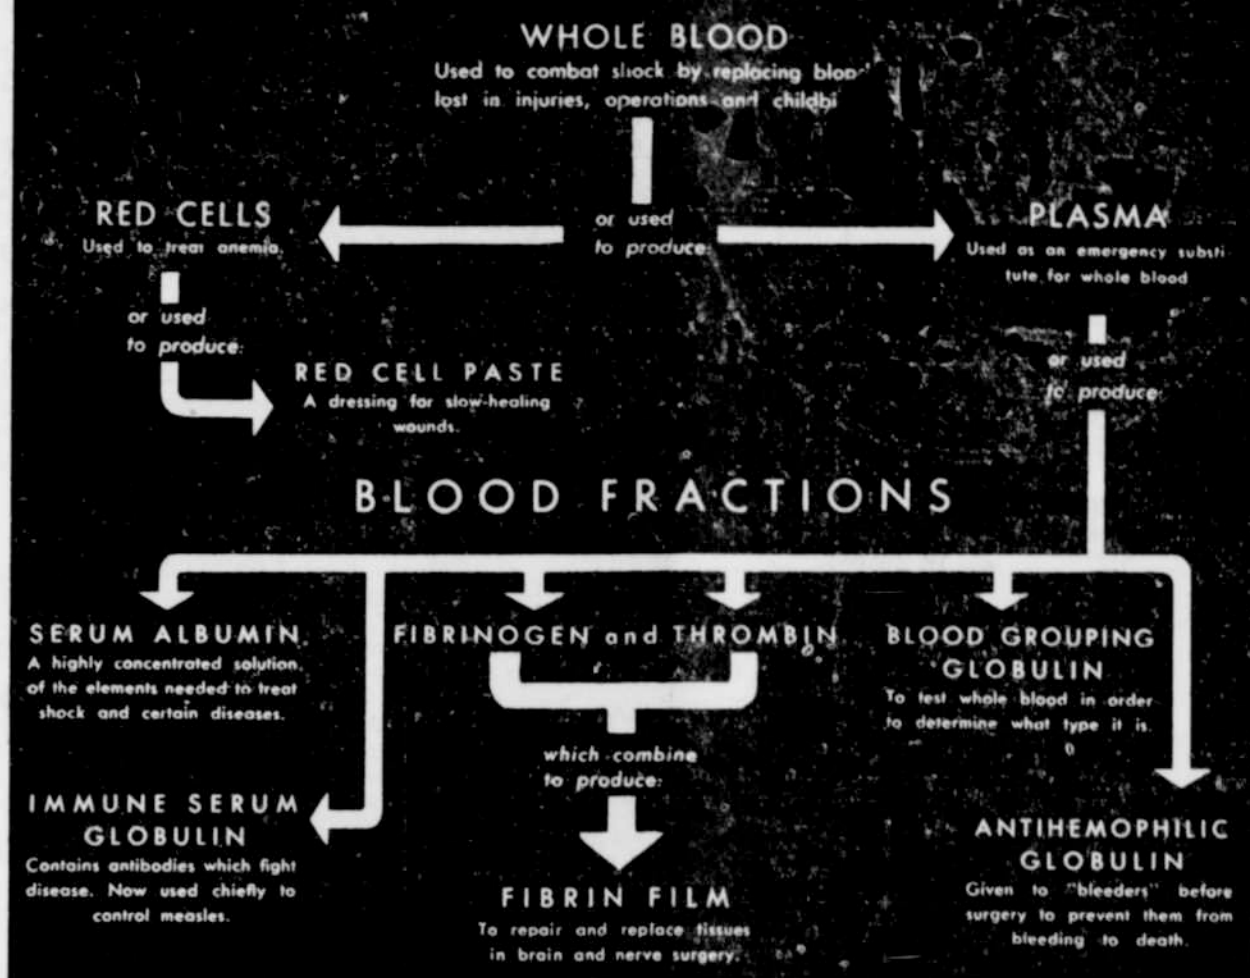 WHOLE BLOOD
Used to combat shock by replacing blood
lost in injuries, operations and childbi
or used
to produce:
RED CELLS
Used to treat anemia.
or used
to produce:
RED CELL PASTE
A dressing for slow-healing
wounds.
PLASMA
Used as an emergency substi-
tute for whole blood
or used
to produce:
BLOOD FRACTIONS
SERUM ALBUMIN
A highly concentrated solution
of the elements needed to treat
shock and certain diseases.
IMMUNE SERUM
GLOBULIN
Contains antibodies which fight
disease. Now used chiefly to
control measles.
FIBRINOGEN and THROMBIN
which combine
to produce:
FIBRIN FILM
To repair and replace tissues
in brain and nerve surgery.
BLOOD GROUPING
GLOBULIN
To test whole blood in order
to determine what type it is.
ANTIHEMOPHILIC
GLOBULIN
Given to "bleeders" before
surgery to prevent them from
bleeding to death.